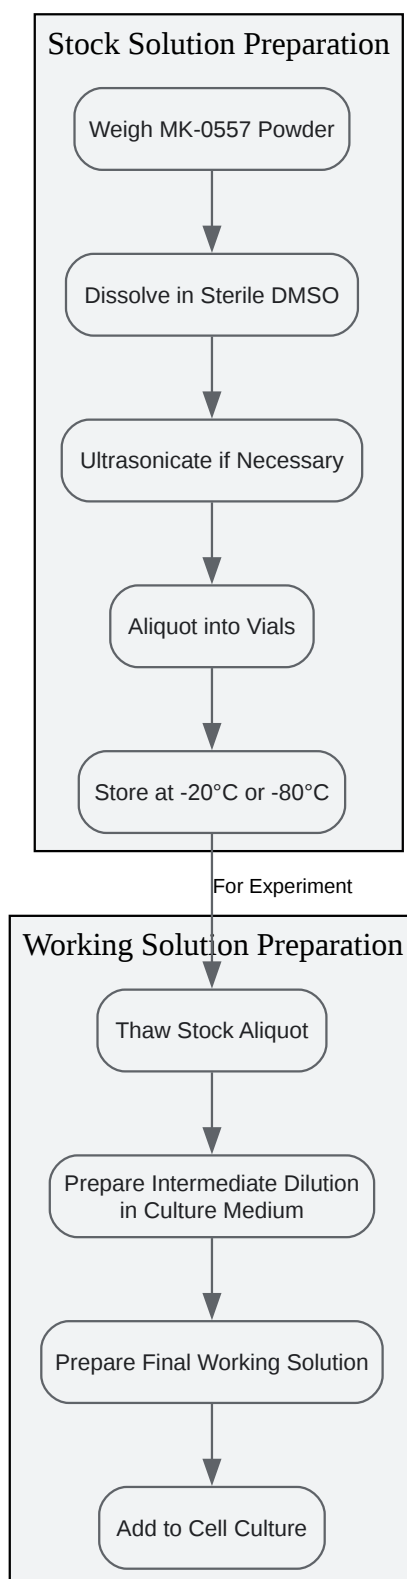 Stock Solution Preparation
Weigh MK-0557 Powder
Dissolve in Sterile DMSO
Ultrasonicate if Necessary
Aliquot into Vials
Store at -20°C or -80°C
For Experiment
Working Solution Preparation
Thaw Stock Aliquot
Prepare Intermediate Dilution
in Culture Medium
Prepare Final Working Solution
Add to Cell Culture